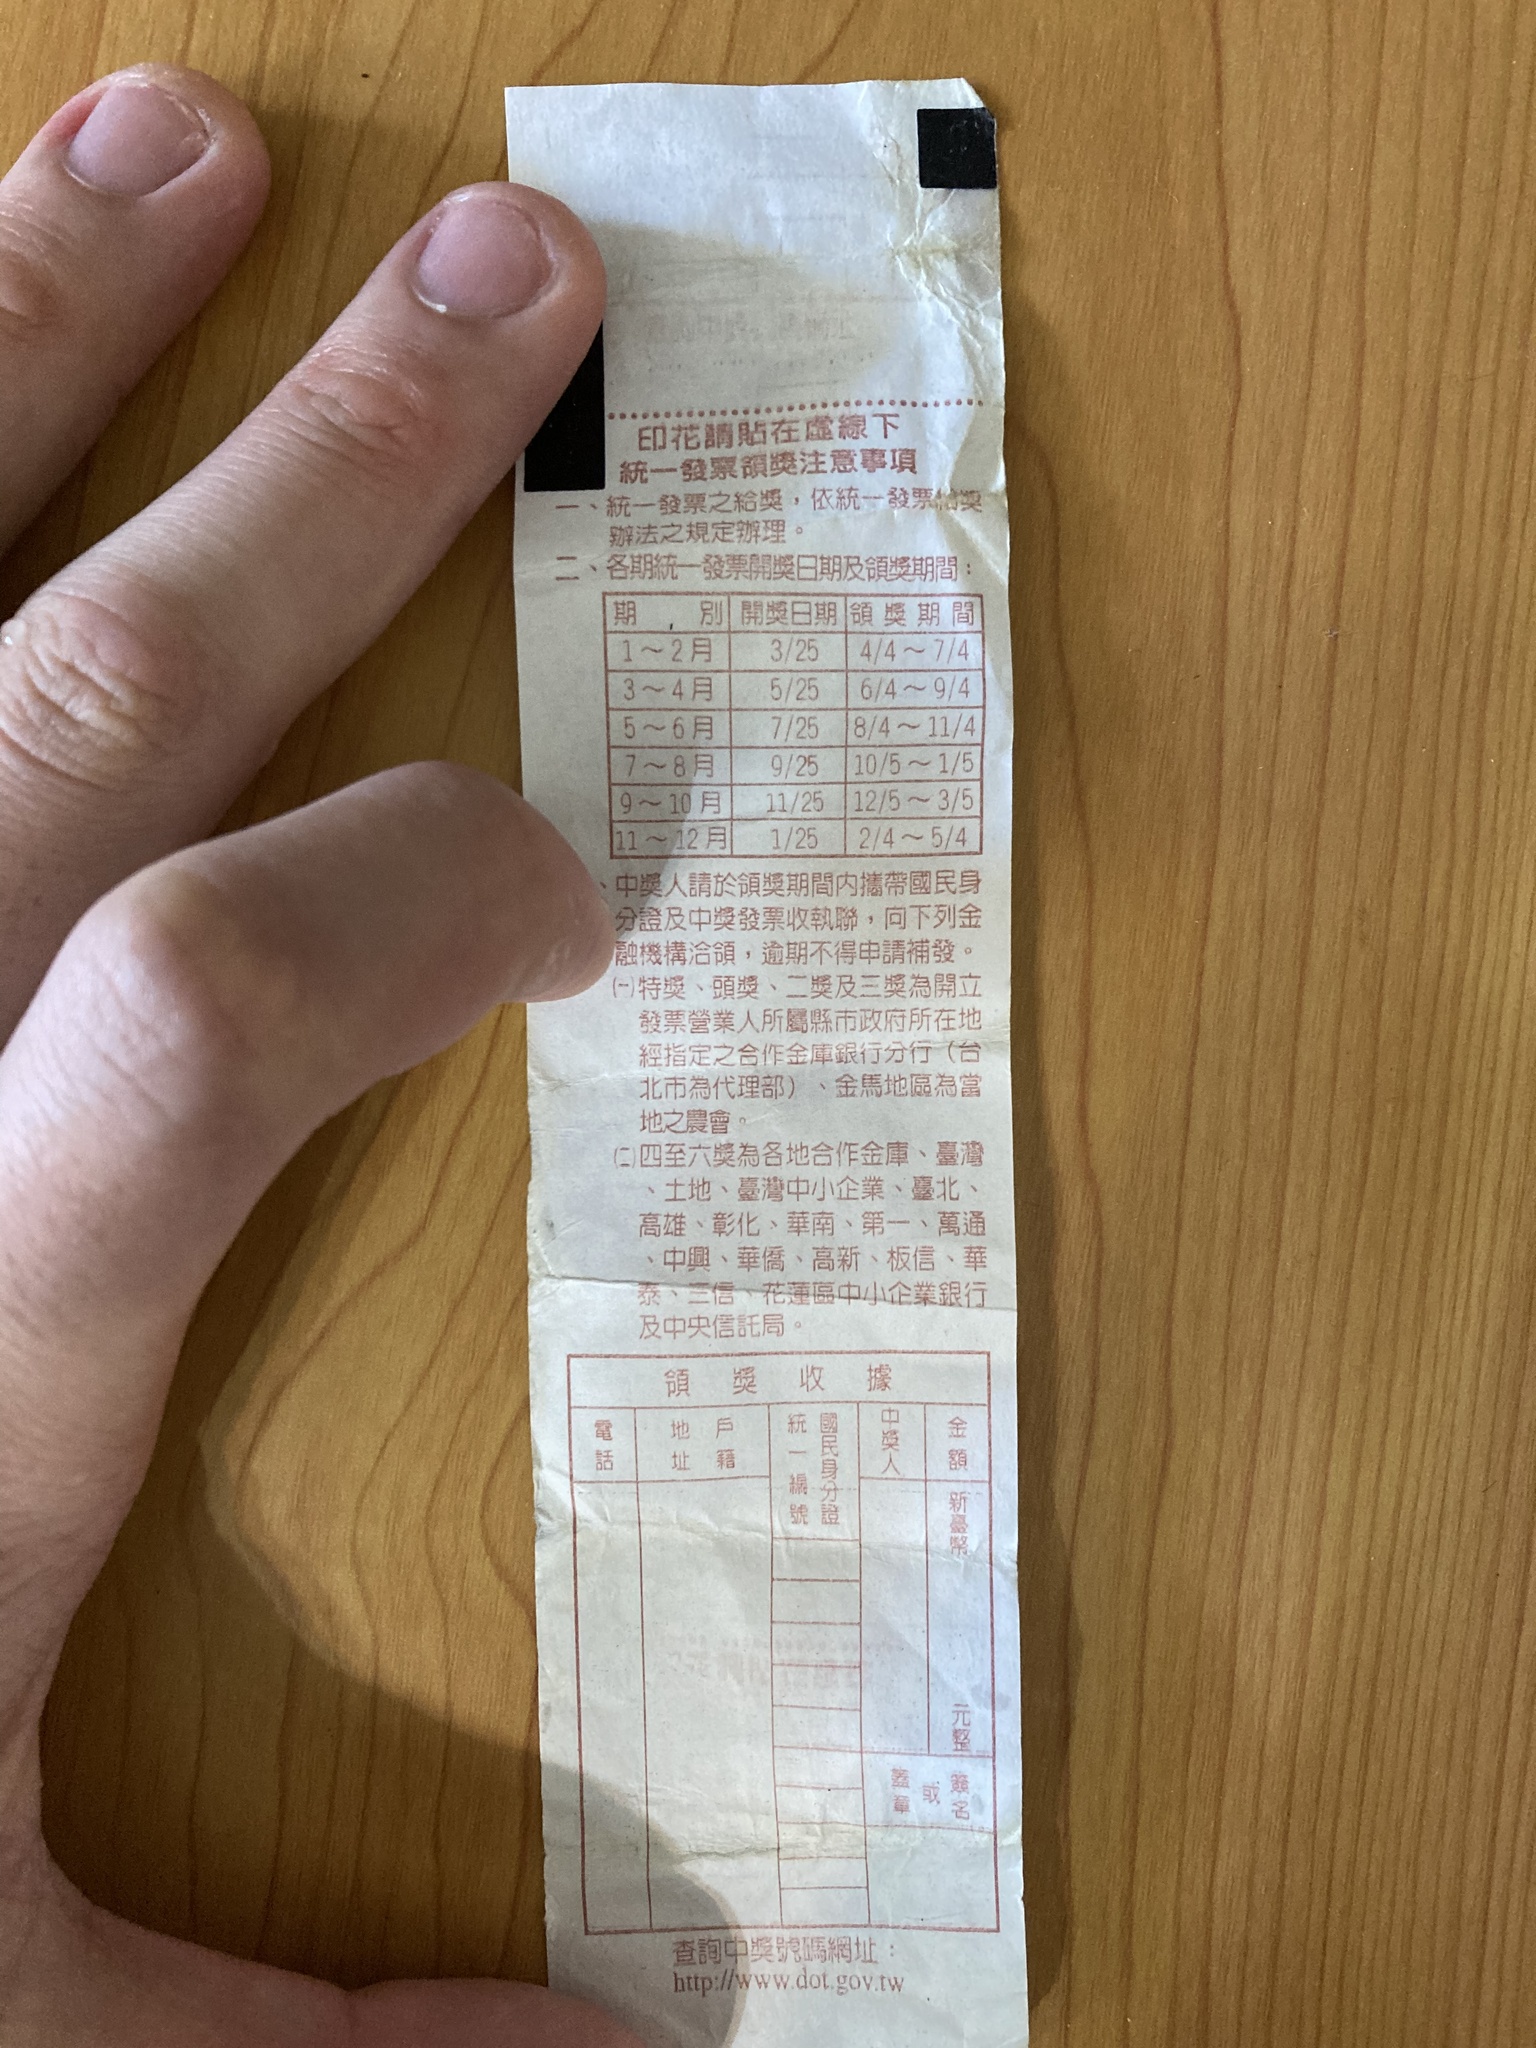 印花請貼在虛線下
統一發票領獎注意事項
一、統一發票之給獎，依統一發票給獎
辦法之規定辦理。
二、各期統一發票開獎日期及領獎期間：
期 別 開獎日期 領獎期間
1～2月 3/25 4/4～7/4
3～4月 5/25 6/4～9/4
5～6月 7/25 8/4～11/4
7～8月 9/25 10/5～1/5
9～10月 11/25 12/5～3/5
11～12月 1/25 2/4～5/4
、中獎人請於領獎期間內攜帶國民身
分證及中獎發票收執聯，向下列金
融機構洽領，逾期不得申請補發。
㈠特獎、頭獎、二獎及三獎為開立
發票營業人所屬縣市政府所在地
經指定之合作金庫銀行分行（台
北市為代理部）、金馬地區為當
地之農會。
㈡四至六獎為各地合作金庫、臺灣
、土地、臺灣中小企業、臺北、
高雄、彰化、華南、第一、萬通
、中興、華僑、高新、板信、華
泰、三信、花蓮區中小企業銀行
及中央信託局。
領獎收據
金額
新臺幣
元整
中獎人
國民身分證
統一編號
戶籍
地址
電話
簽名
或
蓋章
查詢中獎號碼網址：
http://www.dot.gov.tw